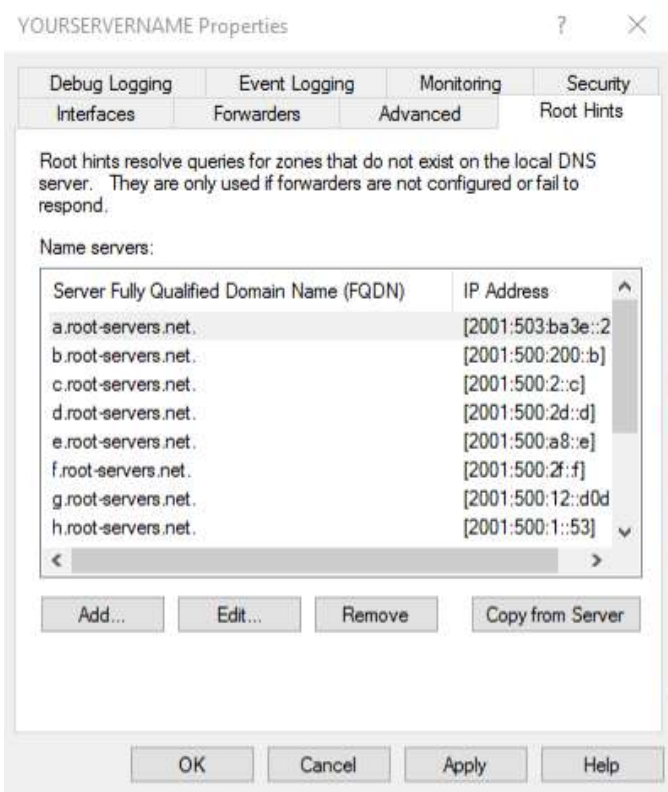 YOURSERVERNAME Properties ? ×
Debug Logging Event Logging Monitoring Security
Interfaces Forwarders Advanced Root Hints
Root hints resolve queries for zones that do not exist on the local DNS
server. They are only used if forwarders are not configured or fail to
respond.
Name servers:
Server Fully Qualified Domain Name (FQDN) IP Address
a.root-servers.net. [2001:503:ba3e::2
b.root-servers.net. [2001:500:200::b]
c.root-servers.net. [2001:500:2::c]
d.root-servers.net. [2001:500:2d::d]
e.root-servers.net. [2001:500:a8::e]
f.root-servers.net. [2001:500:2f::f]
g.root-servers.net. [2001:500:12::d0d
h.root-servers.net. [2001:500:1::53]
Add... Edit... Remove Copy from Server
OK Cancel Apply Help